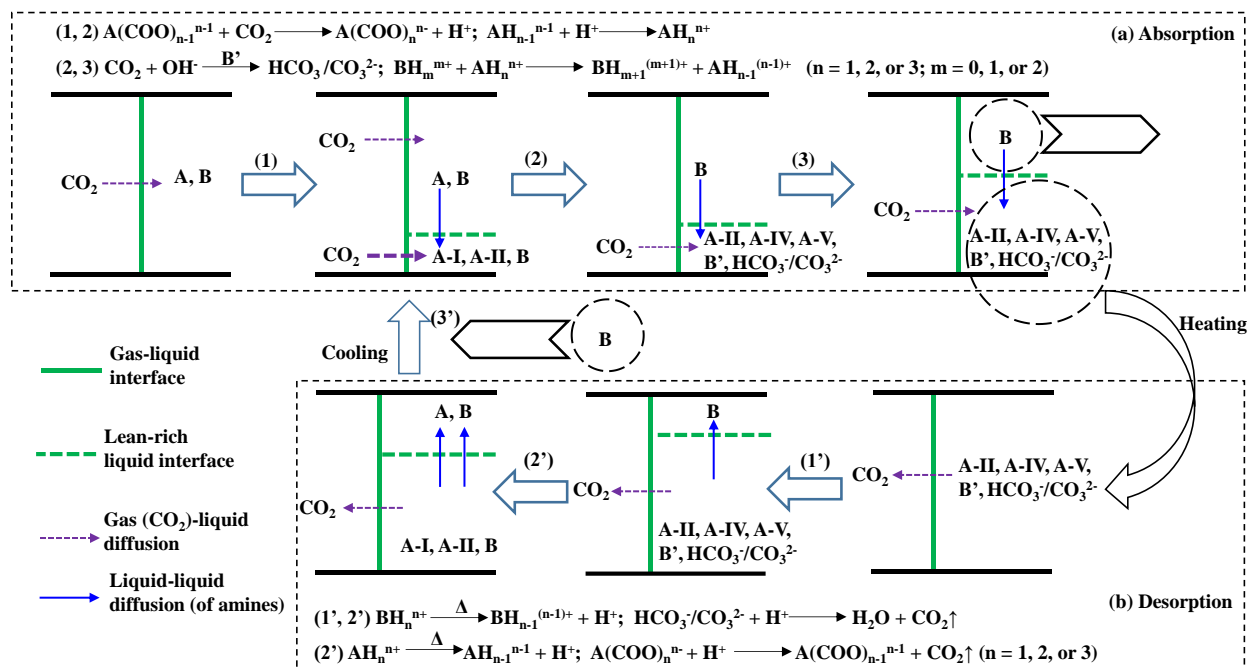 (1, 2) A(COO)ₙ₋₁ⁿ⁻¹ + CO₂ ⟶ A(COO)ₙⁿ⁻ + H⁺; AHₙ₋₁ⁿ⁻¹ + H⁺ ⟶ AHₙⁿ⁺
(a) Absorption
(2, 3) CO₂ + OH⁻ ⟶ B’ HCO₃⁻/CO₃²⁻; BHₘᵐ⁺ + AHₙⁿ⁺ ⟶ BHₘ₊₁⁽ᵐ⁺¹⁾⁺ + AHₙ₋₁⁽ⁿ⁻¹⁾⁺ (n = 1, 2, or 3; m = 0, 1, or 2)
CO₂
A, B
(1)
CO₂
A, B
CO₂
A-I, A-II, B
(2)
B
CO₂
A-II, A-IV, A-V,
B’, HCO₃⁻/CO₃²⁻
(3)
B
CO₂
A-II, A-IV, A-V,
B’, HCO₃⁻/CO₃²⁻
Heating
(3’)
B
Cooling
Gas-liquid
interface
Lean-rich
liquid interface
Gas (CO₂)-liquid
diffusion
Liquid-liquid
diffusion (of amines)
A, B
CO₂
A-I, A-II, B
(2’)
B
CO₂
A-II, A-IV, A-V,
B’, HCO₃⁻/CO₃²⁻
(1’)
CO₂
A-II, A-IV, A-V,
B’, HCO₃⁻/CO₃²⁻
(b) Desorption
(1’, 2’) BHₙⁿ⁺ ⟶ Δ BHₙ₋₁⁽ⁿ⁻¹⁾⁺ + H⁺; HCO₃⁻/CO₃²⁻ + H⁺ ⟶ H₂O + CO₂↑
(2’) AHₙⁿ⁺ ⟶ Δ AHₙ₋₁ⁿ⁻¹ + H⁺; A(COO)ₙⁿ⁻ + H⁺ ⟶ A(COO)ₙ₋₁ⁿ⁻¹ + CO₂↑ (n = 1, 2, or 3)